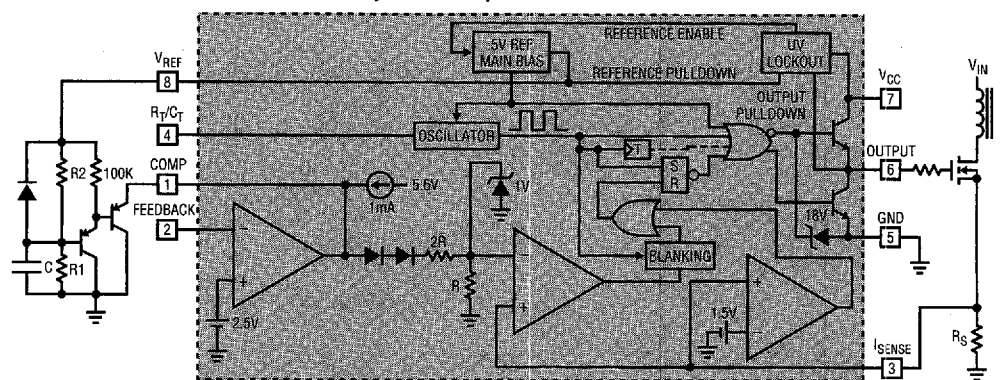 REFERENCE ENABLE
5V REF
MAIN BIAS
UV
LOCKOUT
VREF
8
REFERENCE PULLDOWN
VIN
VCC
7
OUTPUT
PULLDOWN
RT/CT
4
OSCILLATOR
T
COMP
1
R2
100K
5.6V
1mA
1V
S
R
OUTPUT
6
FEEDBACK
2
18V
GND
5
C
R1
2R
R
BLANKING
2.5V
1.5V
ISENSE
3
RS